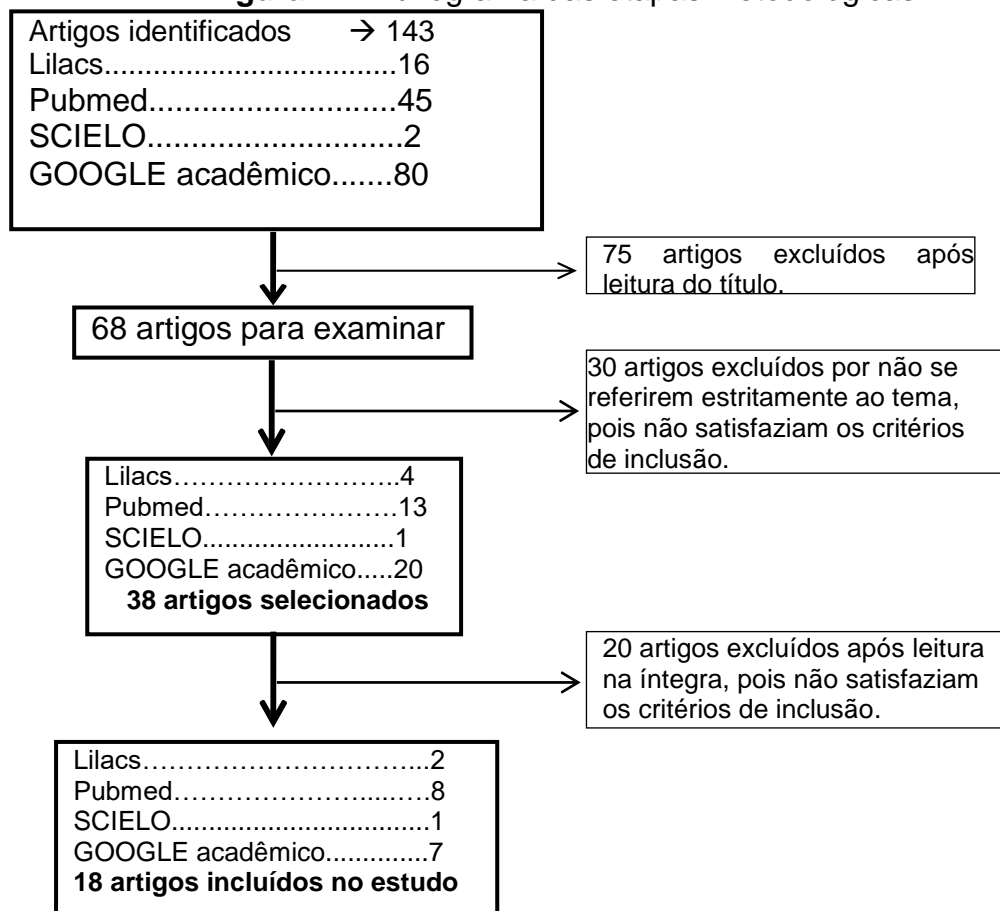 Artigos identificados → 143
Lilacs...................................16
Pubmed...........................45
SCIELO...........................2
GOOGLE acadêmico.......80
75 artigos excluídos após
leitura do título.
68 artigos para examinar
30 artigos excluídos por não se
referirem estritamente ao tema,
pois não satisfaziam os critérios
de inclusão.
Lilacs……………………..4
Pubmed…………………13
SCIELO..........................1
GOOGLE acadêmico.....20
38 artigos selecionados
20 artigos excluídos após leitura
na íntegra, pois não satisfaziam
os critérios de inclusão.
Lilacs…………………………...2
Pubmed…………………....…..8
SCIELO...................................1
GOOGLE acadêmico..............7
18 artigos incluídos no estudo